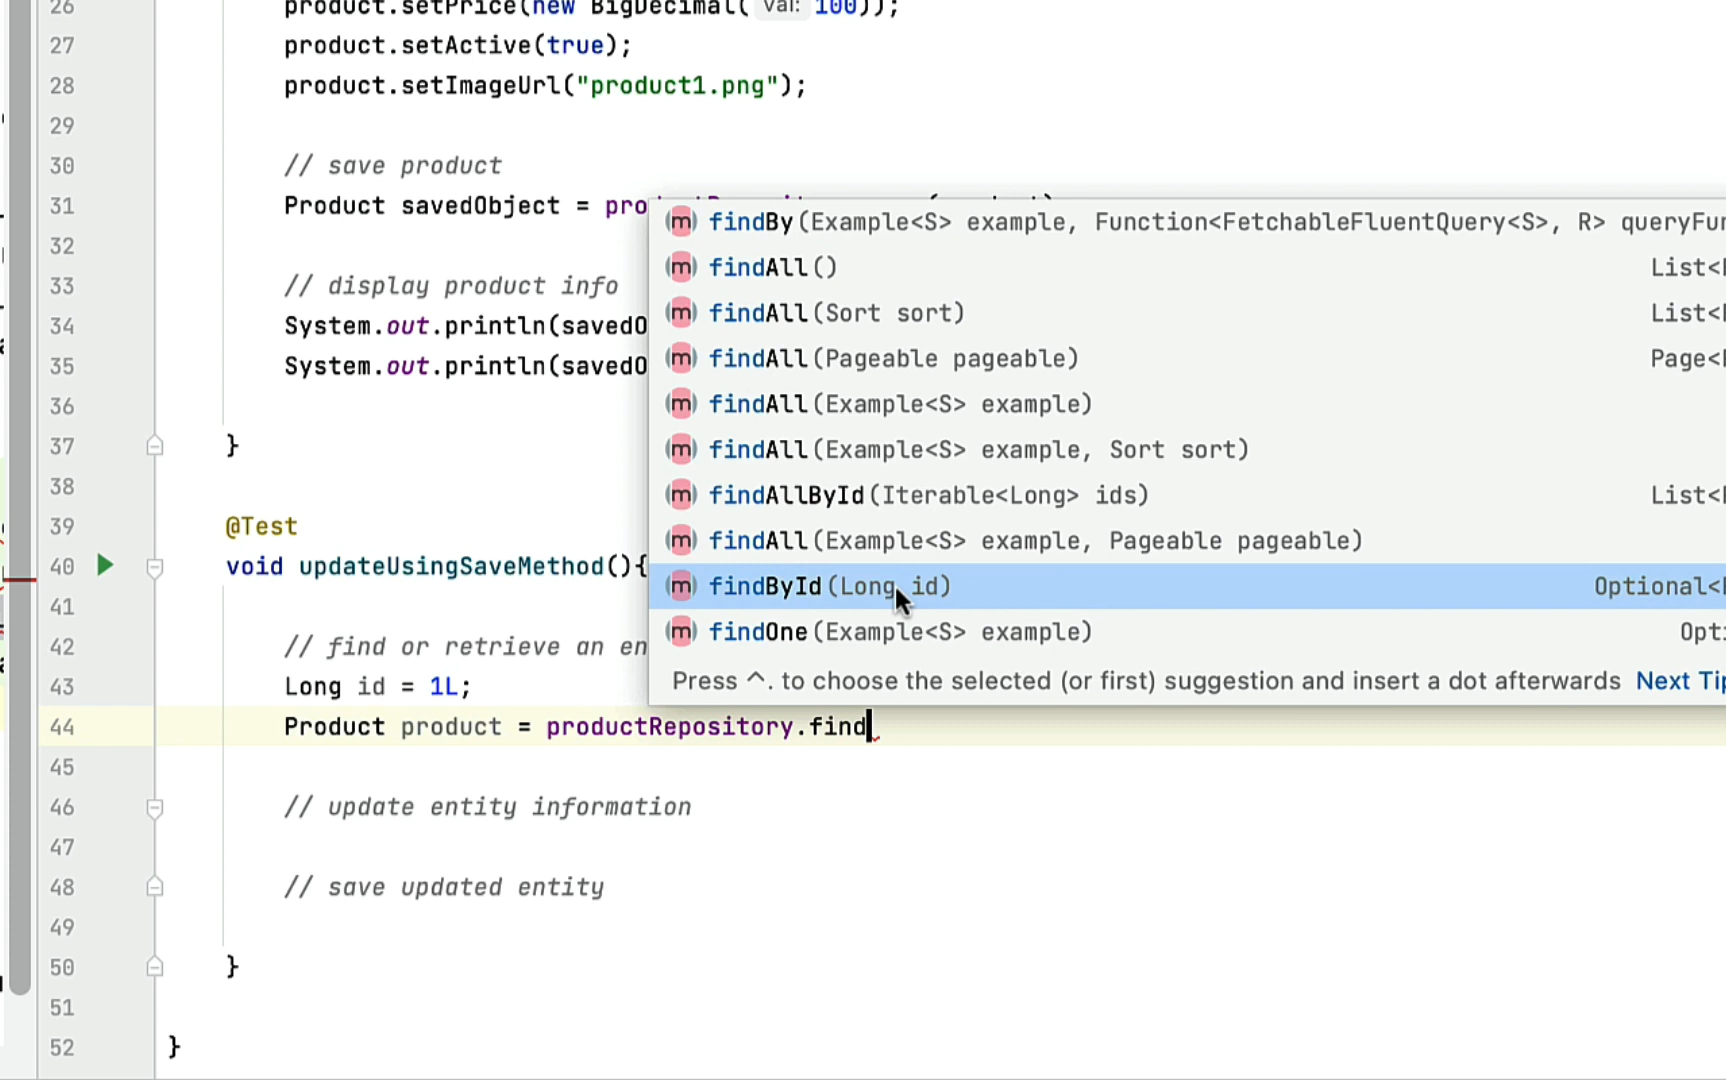 26 product.setPrice(new BigDecimal( val: 100));
27 product.setActive(true);
28 product.setImageUrl("product1.png");
29
30 // save product
31 Product savedObject =
32
33 // display product info
34 System.out.println(savedO
35 System.out.println(savedO
36
37 }
38
39 @Test
40 void updateUsingSaveMethod(){
41
42 // find or retrieve an en
43 Long id = 1L;
44 Product product = productRepository.find
45
46 // update entity information
47
48 // save updated entity
49
50 }
51
52 }
m findBy(Example<S> example, Function<FetchableFluentQuery<S>, R> queryFun
m findAll() List<
m findAll(Sort sort) List<
m findAll(Pageable pageable) Page<
m findAll(Example<S> example)
m findAll(Example<S> example, Sort sort)
m findAllById(Iterable<Long> ids) List<
m findAll(Example<S> example, Pageable pageable)
m findById(Long id) Optional<
m findOne(Example<S> example) Opti
Press ^. to choose the selected (or first) suggestion and insert a dot afterwards Next Tip